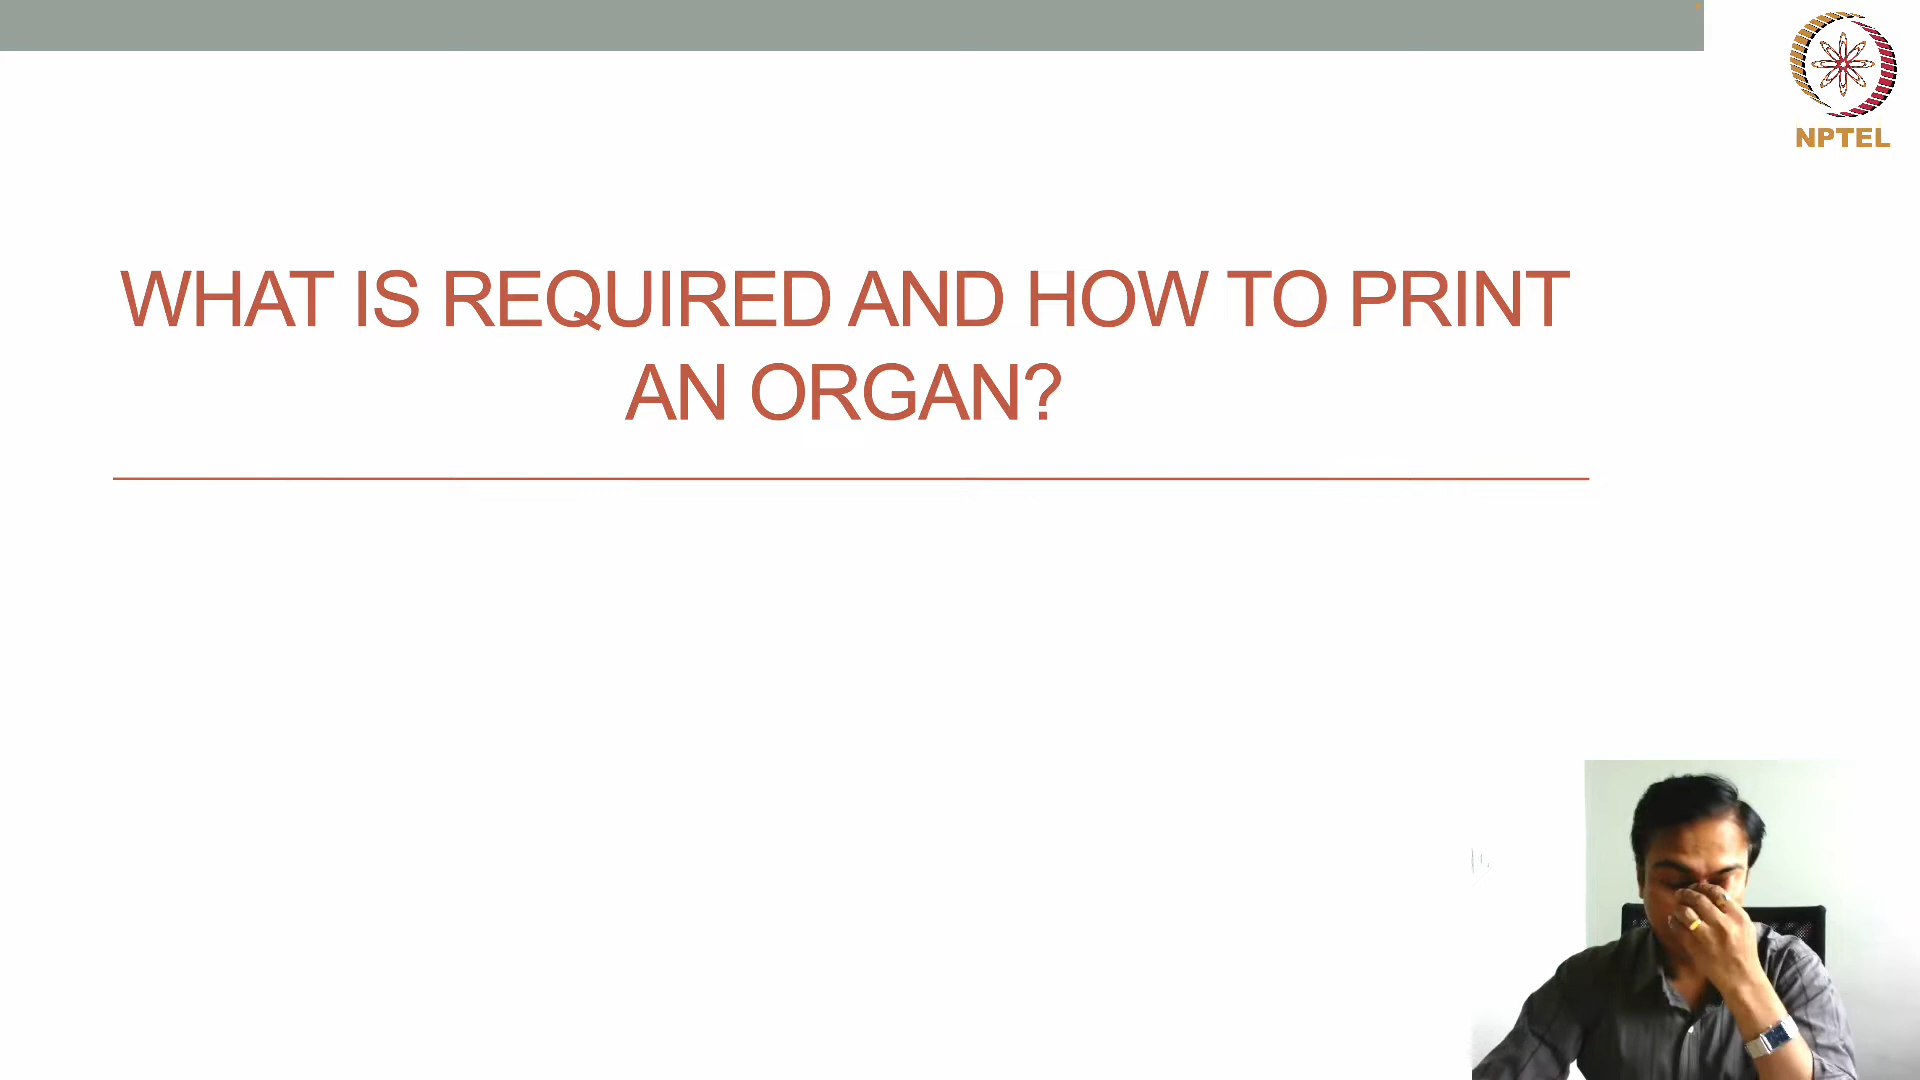 NPTEL
WHAT IS REQUIRED AND HOW TO PRINT
AN ORGAN?